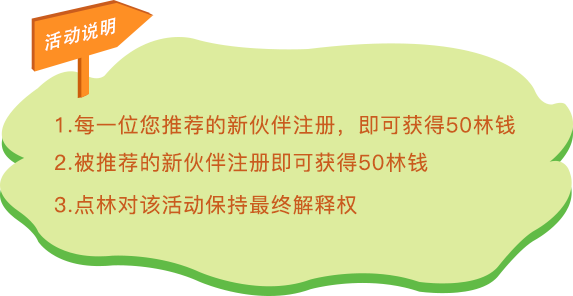 活动说明
1.每一位您推荐的新伙伴注册，即可获得50林钱
2.被推荐的新伙伴注册即可获得50林钱
3.点林对该活动保持最终解释权